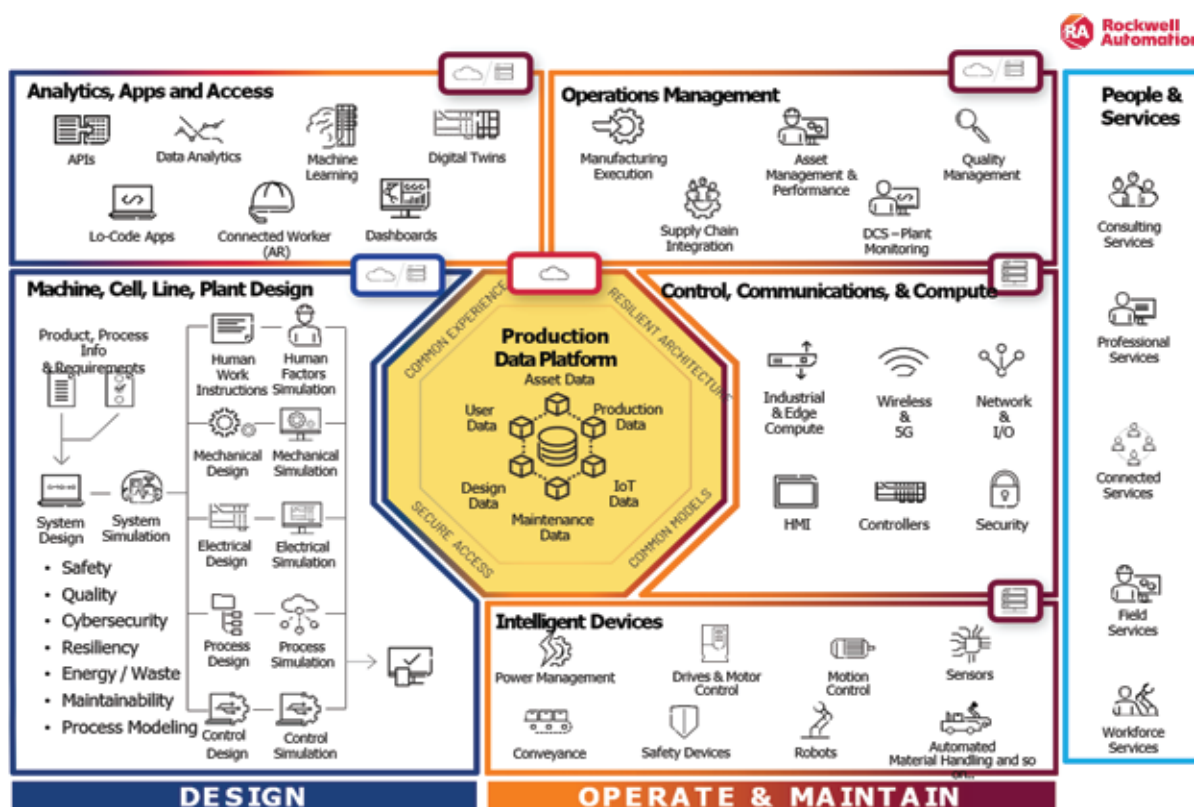 Rockwell
Automation
RA
Analytics, Apps and Access
APIs
Data Analytics
Machine
Learning
Digital Twins
Lo-Code Apps
Connected Worker
(AR)
Dashboards
Operations Management
Manufacturing
Execution
Asset
Management &
Performance
Quality
Management
Supply Chain
Integration
DCS – Plant
Monitoring
People &
Services
Consulting
Services
Professional
Services
Connected
Services
Field
Services
Workforce
Services
Machine, Cell, Line, Plant Design
Product, Process
Info
& Requirements
Human
Work
Instructions
Human
Factors
Simulation
Mechanical
Design
Mechanical
Simulation
System
Design
System
Simulation
Electrical
Design
Electrical
Simulation
• Safety
• Quality
• Cybersecurity
• Resiliency
• Energy / Waste
• Maintainability
• Process Modeling
Process
Design
Process
Simulation
Control
Design
Control
Simulation
COMMON EXPERIENCE
RESILIENT ARCHITECTURE
SECURE ACCESS
COMMON MODELS
Production
Data Platform
Asset Data
User
Data
Production
Data
Design
Data
IoT
Data
Maintenance
Data
Control, Communications, & Compute
Industrial
& Edge
Compute
Wireless
&
5G
Network
&
I/O
HMI
Controllers
Security
Intelligent Devices
Power Management
Drives & Motor
Control
Motion
Control
Sensors
Conveyance
Safety Devices
Robots
Automated
Material Handling and so
on..
DESIGN
OPERATE & MAINTAIN